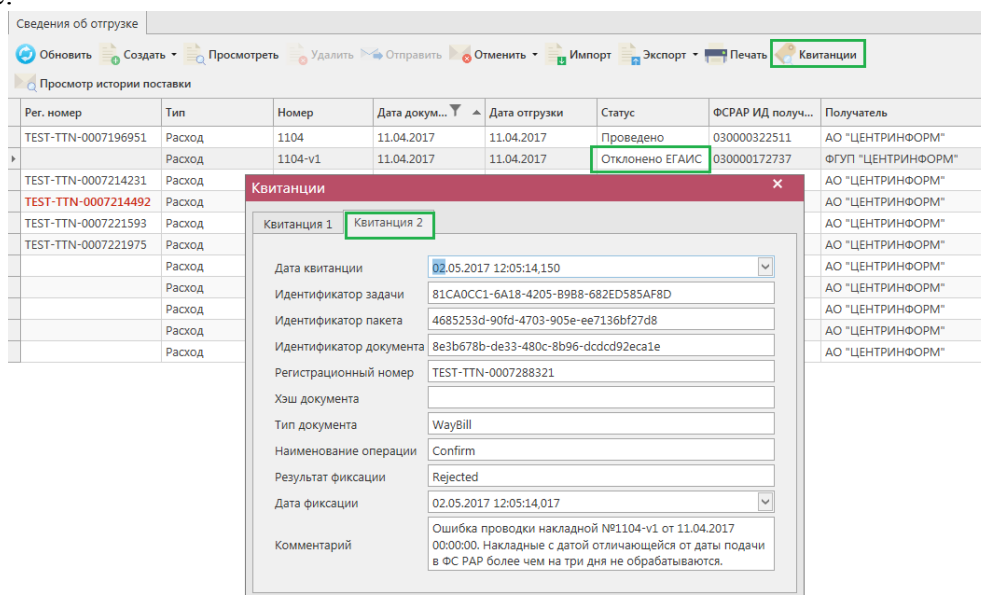 Сведения об отгрузке
Обновить Создать Просмотреть Удалить Отправить Отменить Импорт Экспорт Печать Квитанции
Просмотр истории поставки
Рег. номер Тип Номер Дата докум... Дата отгрузки Статус ФСРАР ИД получ... Получатель
TEST-TTN-0007196951 Расход 1104 11.04.2017 11.04.2017 Проведено 030000322511 АО "ЦЕНТРИНФОРМ"
Расход 1104-v1 11.04.2017 11.04.2017 Отклонено ЕГАИС 030000172737 ФГУП "ЦЕНТРИНФОРМ"
TEST-TTN-0007214231 Расход АО "ЦЕНТРИНФОРМ"
TEST-TTN-0007214492 Расход АО "ЦЕНТРИНФОРМ"
TEST-TTN-0007221593 Расход АО "ЦЕНТРИНФОРМ"
TEST-TTN-0007221975 Расход АО "ЦЕНТРИНФОРМ"
Расход АО "ЦЕНТРИНФОРМ"
Расход АО "ЦЕНТРИНФОРМ"
Расход АО "ЦЕНТРИНФОРМ"
Расход АО "ЦЕНТРИНФОРМ"
Расход АО "ЦЕНТРИНФОРМ"
Квитанции
Квитанция 1 Квитанция 2
Дата квитанции 02.05.2017 12:05:14,150
Идентификатор задачи 81CA0CC1-6A18-4205-B9B8-682ED585AF8D
Идентификатор пакета 4685253d-90fd-4703-905e-ee7136bf27d8
Идентификатор документа 8e3b678b-de33-480c-8b96-dcdcd92eca1e
Регистрационный номер TEST-TTN-0007288321
Хэш документа
Тип документа WayBill
Наименование операции Confirm
Результат фиксации Rejected
Дата фиксации 02.05.2017 12:05:14,017
Комментарий Ошибка проводки накладной №1104-v1 от 11.04.2017
00:00:00. Накладные с датой отличающейся от даты подачи
в ФС РАР более чем на три дня не обрабатываются.